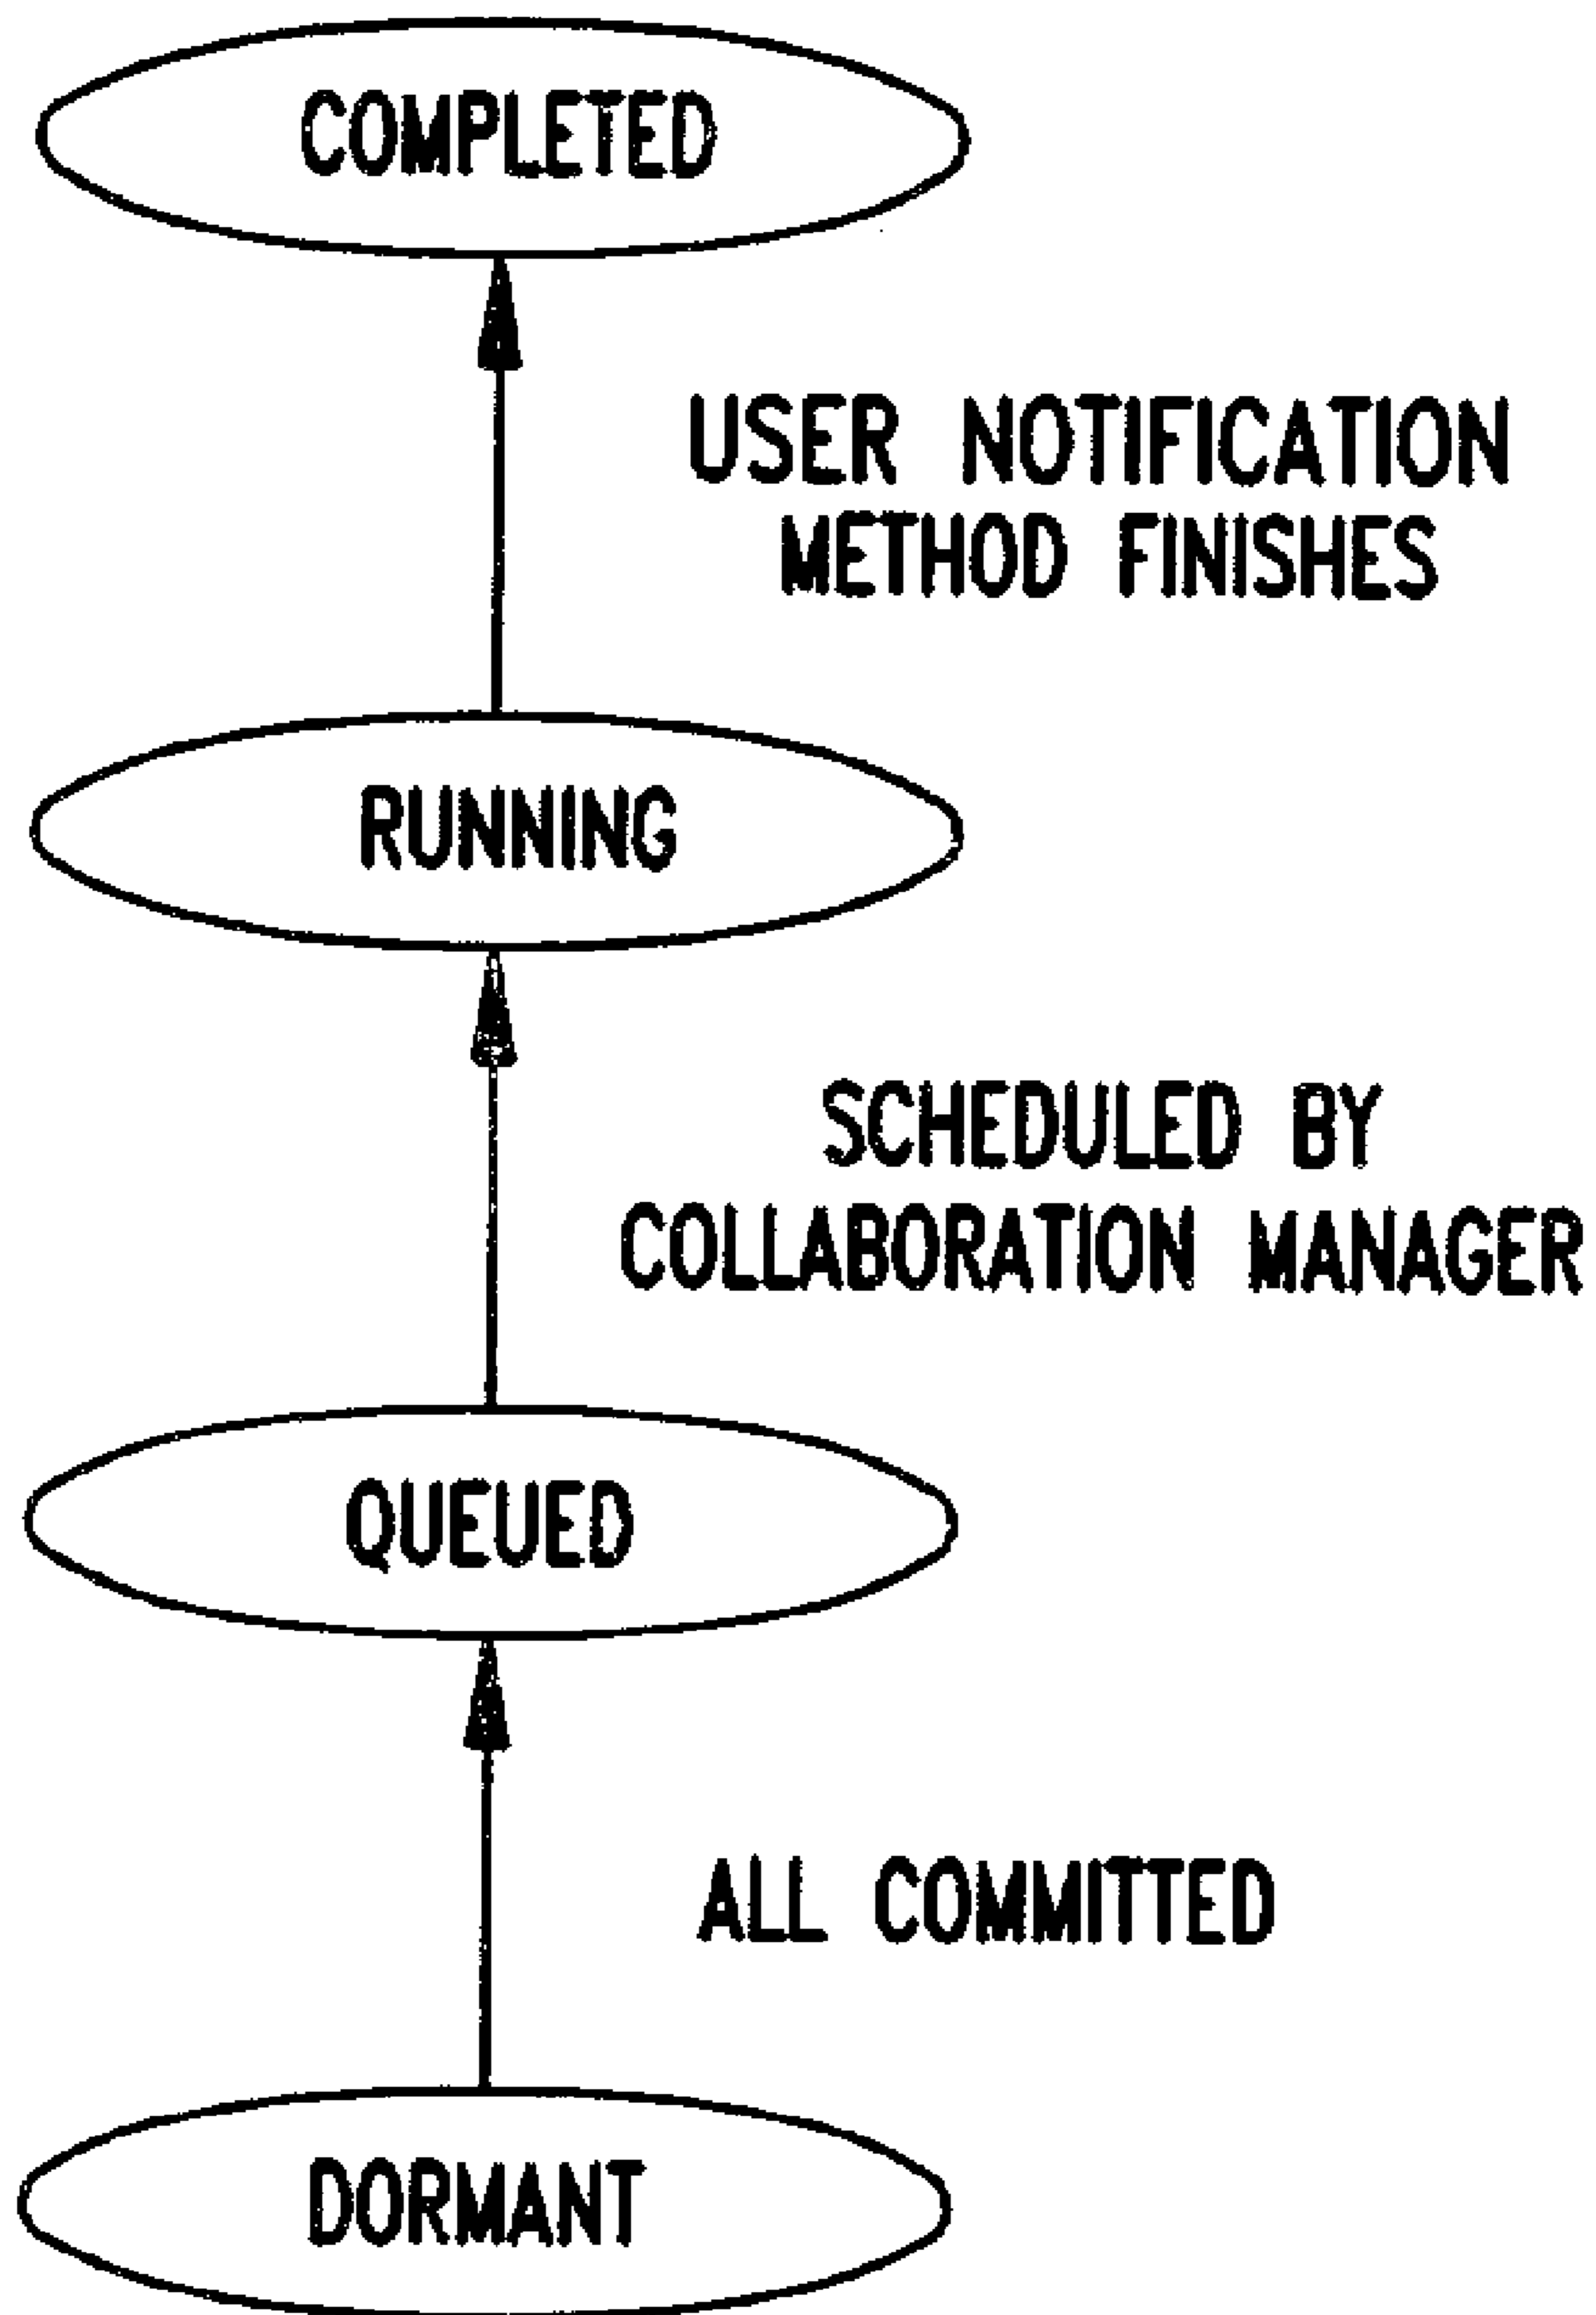 COMPLETED
USER NOTIFICATION
METHOD FINISHES
RUNNING
SCHEDULED BY
COLLABORATION MANAGER
QUEUED
ALL COMMITTED
DORMANT